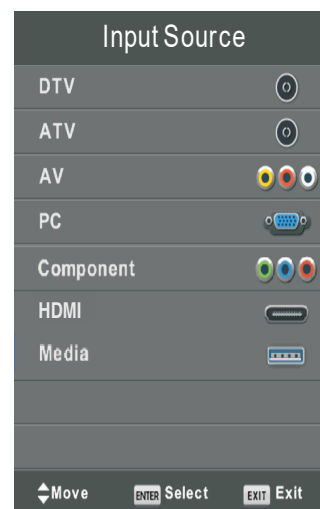 Input Source
DTV
ATV
AV
PC
Component
HDMI
Media
Move ENTER Select EXIT Exit